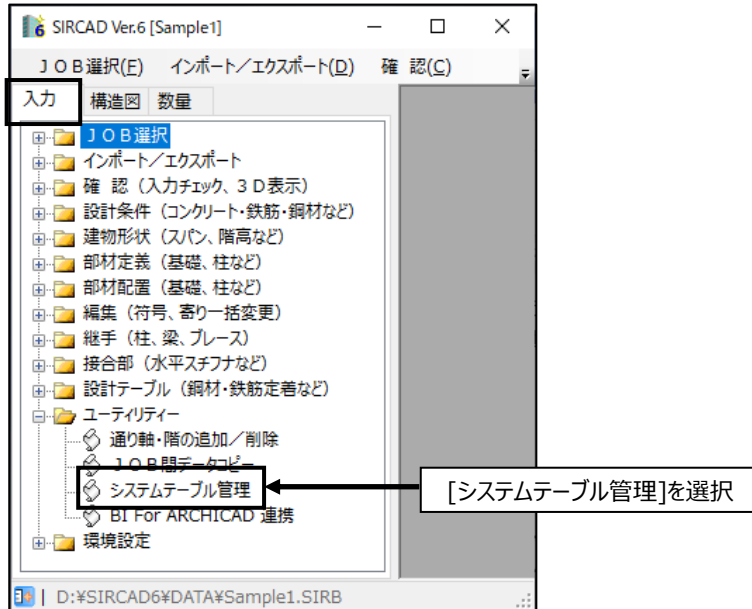 6 SIRCAD Ver.6 [Sample1]
JOB選択(F) インポート/エクスポート(D) 確 認(C)
入力 構造図 数量
JOB選択
インポート/エクスポート
確 認(入力チェック、3D表示)
設計条件(コンクリート・鉄筋・鋼材など)
建物形状(スパン、階高など)
部材定義(基礎、柱など)
部材配置(基礎、柱など)
編集(符号、寄り一括変更)
継手(柱、梁、ブレース)
接合部(水平スチフナなど)
設計テーブル(鋼材・鉄筋定着など)
ユーティリティー
通り軸・階の追加/削除
JOB間データコピー
システムテーブル管理
[システムテーブル管理]を選択
BI For ARCHICAD 連携
環境設定
D:¥SIRCAD6¥DATA¥Sample1.SIRB